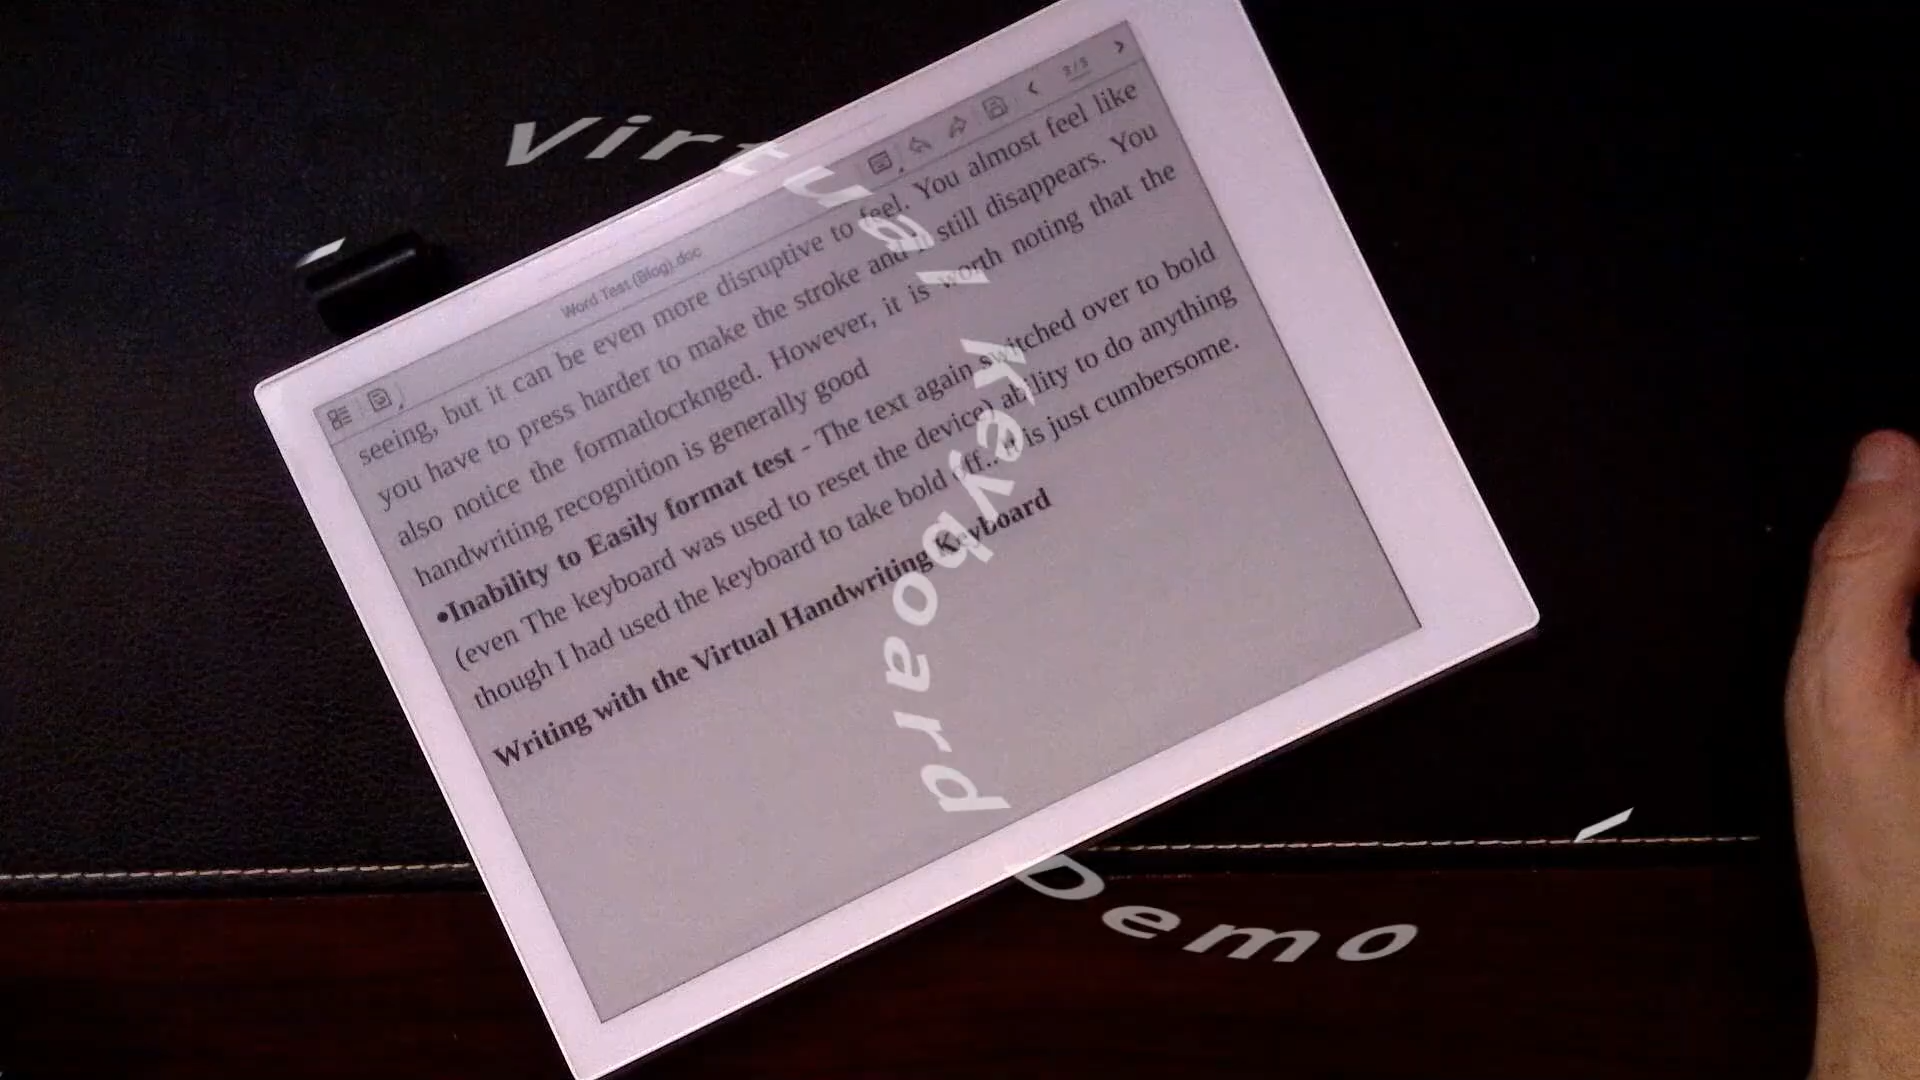 Virtual Keyboard Demo
3/3
Word Test (Blog).doc
seeing, but it can be even more disruptive to feel. You almost feel like
you have to press harder to make the stroke and it still disappears. You
also notice the formatlocrknged. However, it is worth noting that the
handwriting recognition is generally good
•Inability to Easily format test - The text again switched over to bold
(even The keyboard was used to reset the device) ability to do anything
though I had used the keyboard to take bold off.. it is just cumbersome.
Writing with the Virtual Handwriting Keyboard